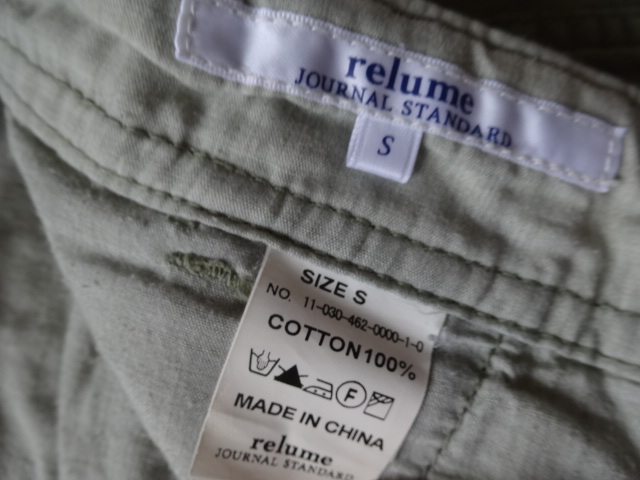 relume
JOURNAL STANDARD
S
SIZE S
NO. 11-030-462-0000-1-0
COTTON100%
F
MADE IN CHINA
relume
JOURNAL STANDARD